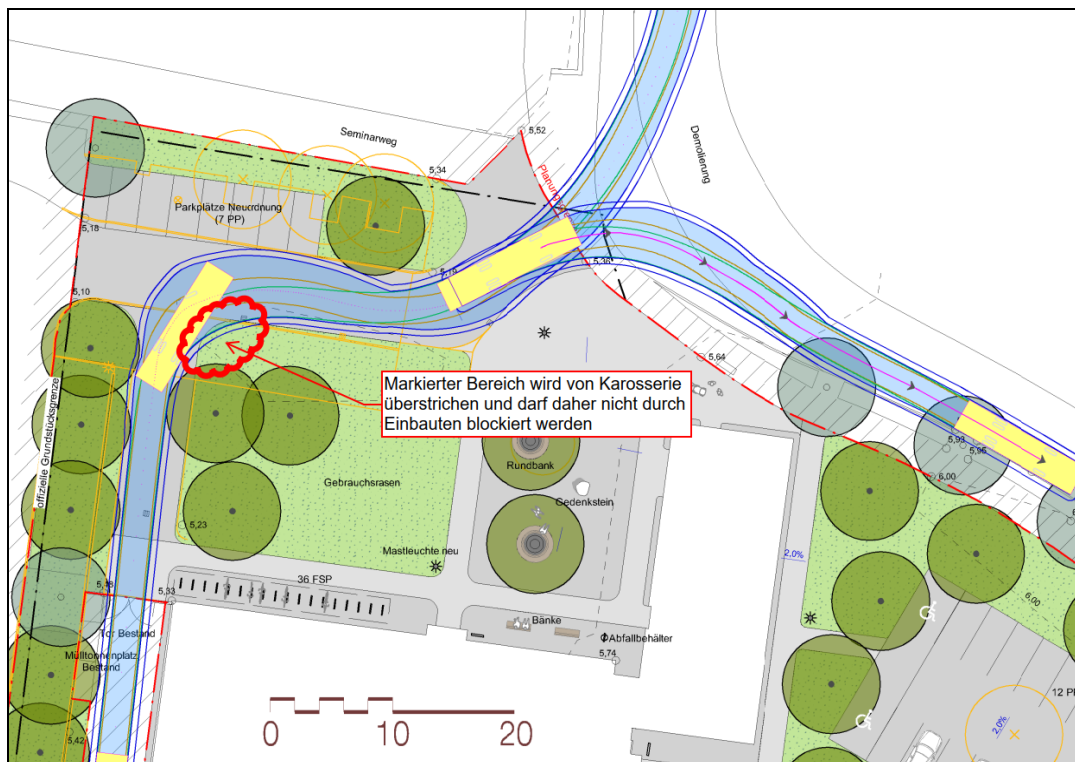 5,52
Seminarweg
Demolierung
5,34
Parkplätze Neuordnung
(7 PP)
5,18
5,10
5,36
5,64
Markierter Bereich wird von Karosserie
überstrichen und darf daher nicht durch
Einbauten blockiert werden
offizielle Grundstücksgrenze
5,93
5,95
Rundbank
6,00
Gebrauchsrasen
Gedenkstein
5,23
Mastleuchte neu
2,0%
36 FSP
5,33
6,00
Bänke
Tor Bestand
Abfallbehälter
Mülltonnenplatz
Bestand
5,74
12 P
2,0%
5,42
0 10 20